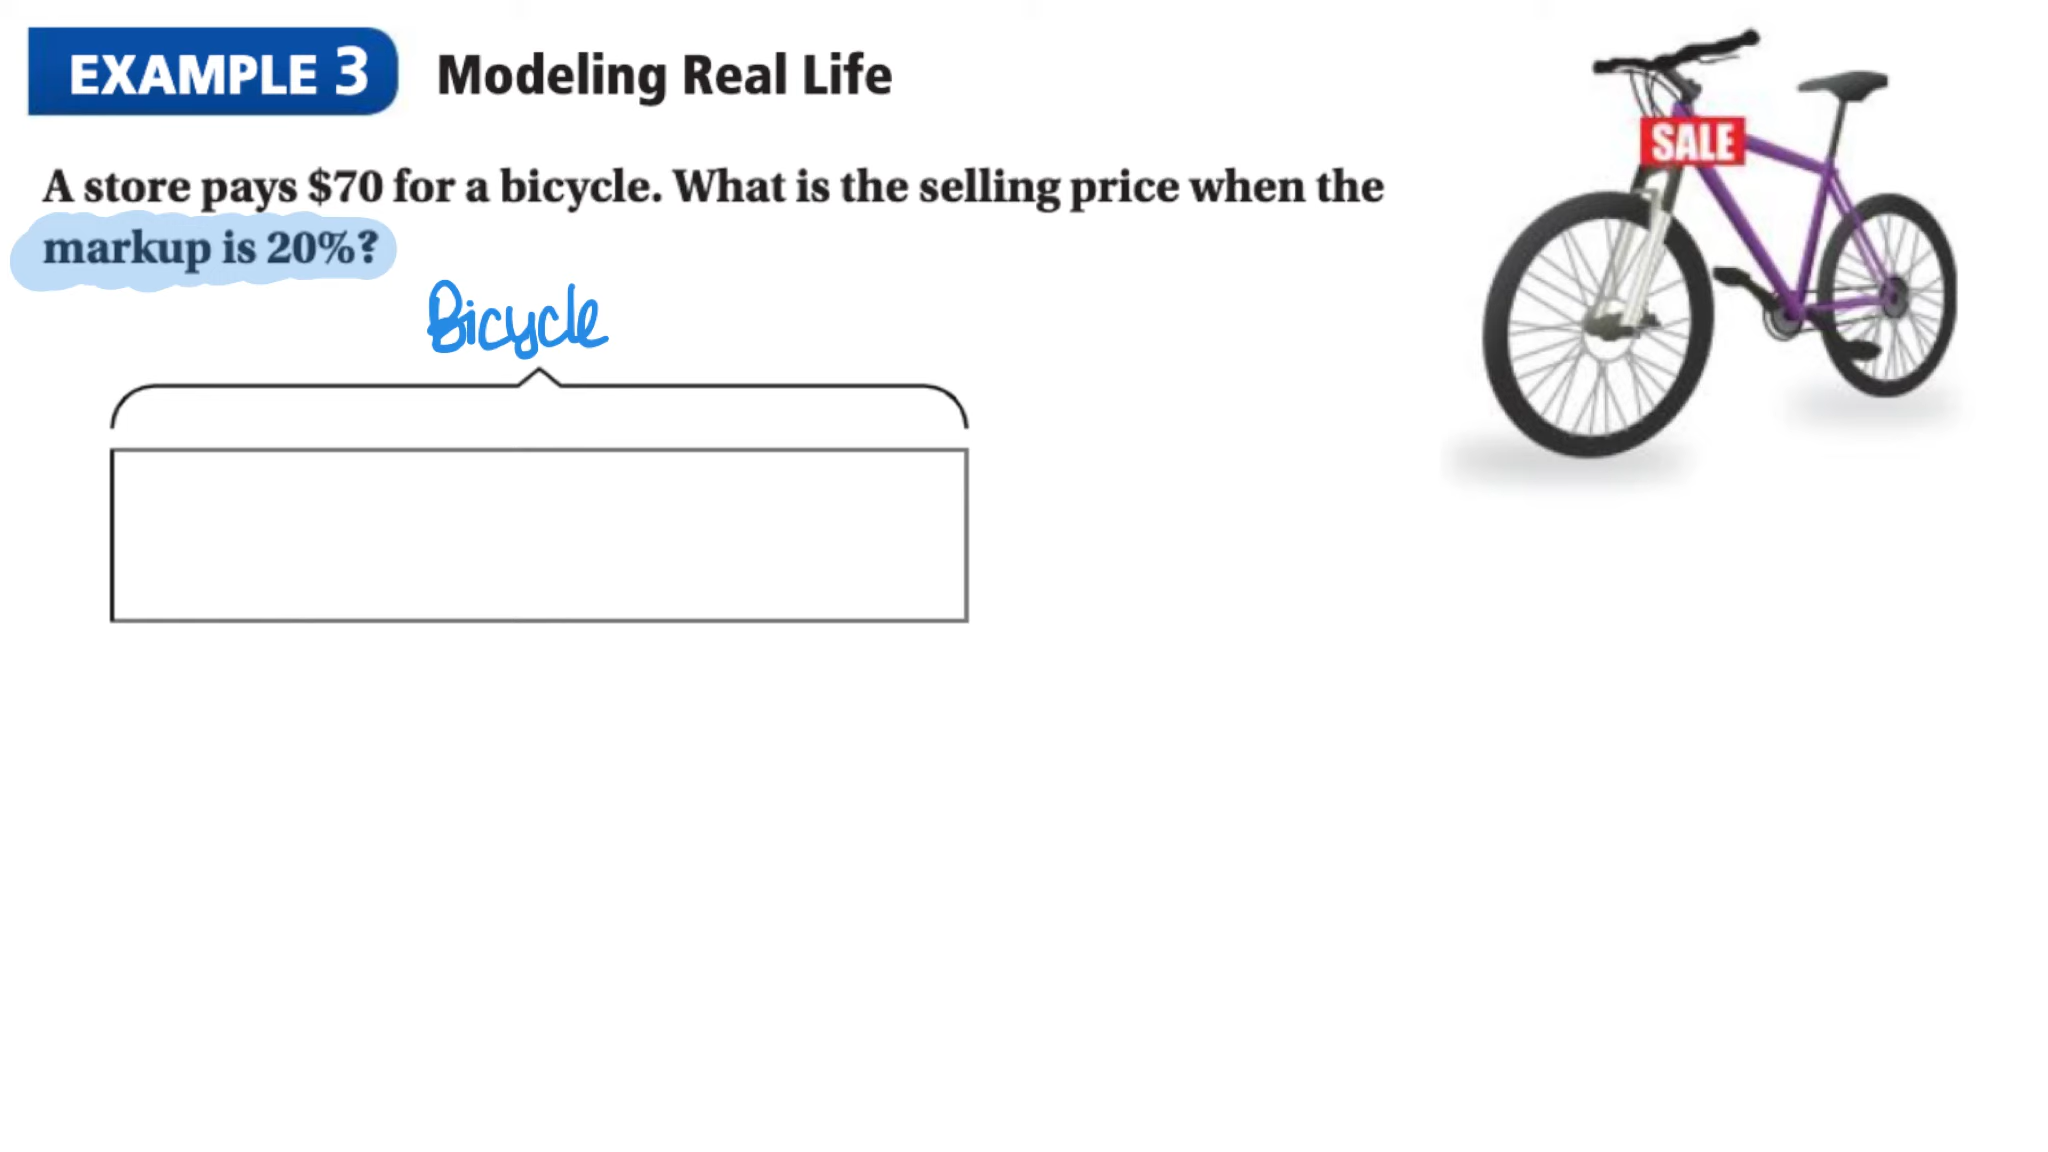 EXAMPLE 3 Modeling Real Life
SALE
A store pays $70 for a bicycle. What is the selling price when the
markup is 20%?
Bicycle